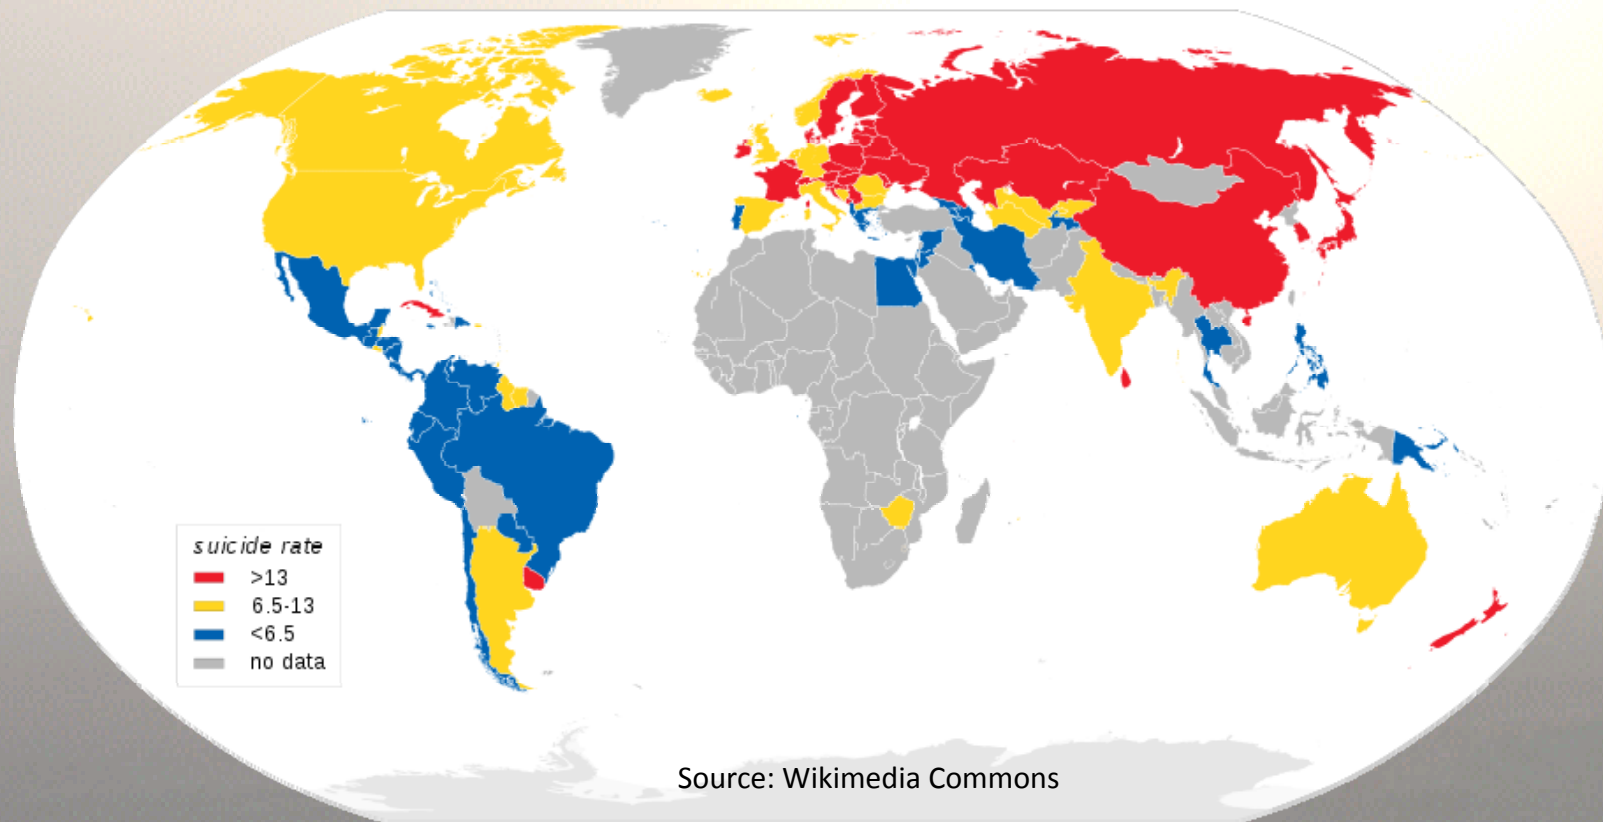 suicide rate
>13
6.5-13
<6.5
no data
Source: Wikimedia Commons